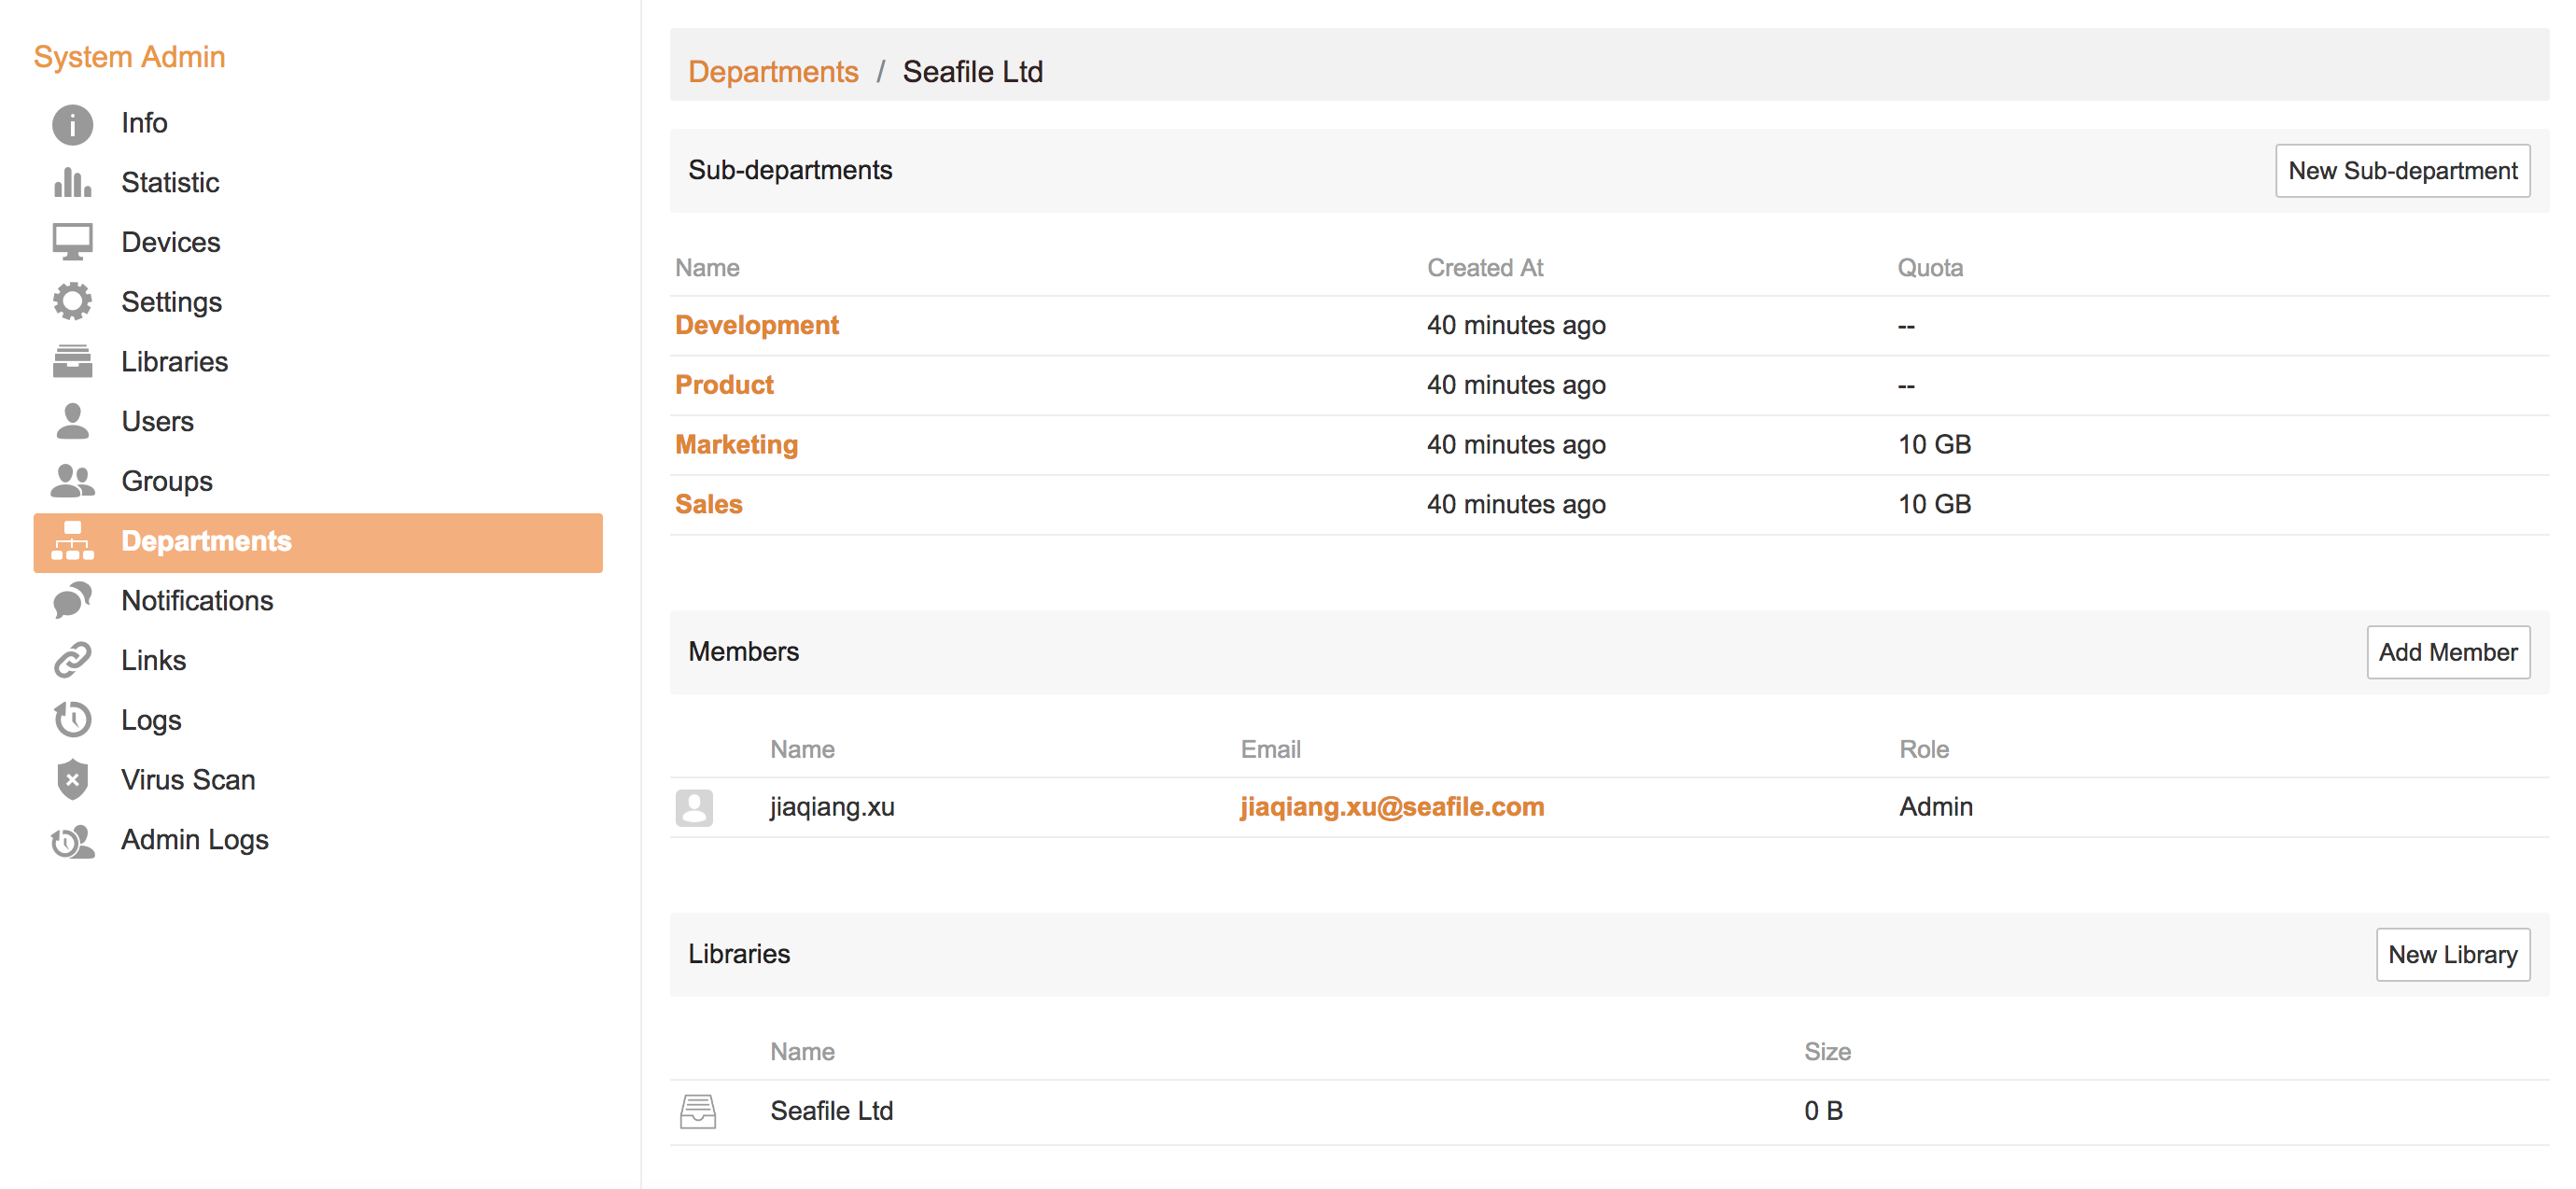 System Admin
Info
Statistic
Devices
Settings
Libraries
Users
Groups
Departments
Notifications
Links
Logs
Virus Scan
Admin Logs
Departments / Seafile Ltd
Sub-departments New Sub-department
Name Created At Quota
Development 40 minutes ago --
Product 40 minutes ago --
Marketing 40 minutes ago 10 GB
Sales 40 minutes ago 10 GB
Members Add Member
Name Email Role
jiaqiang.xu jiaqiang.xu@seafile.com Admin
Libraries New Library
Name Size
Seafile Ltd 0 B